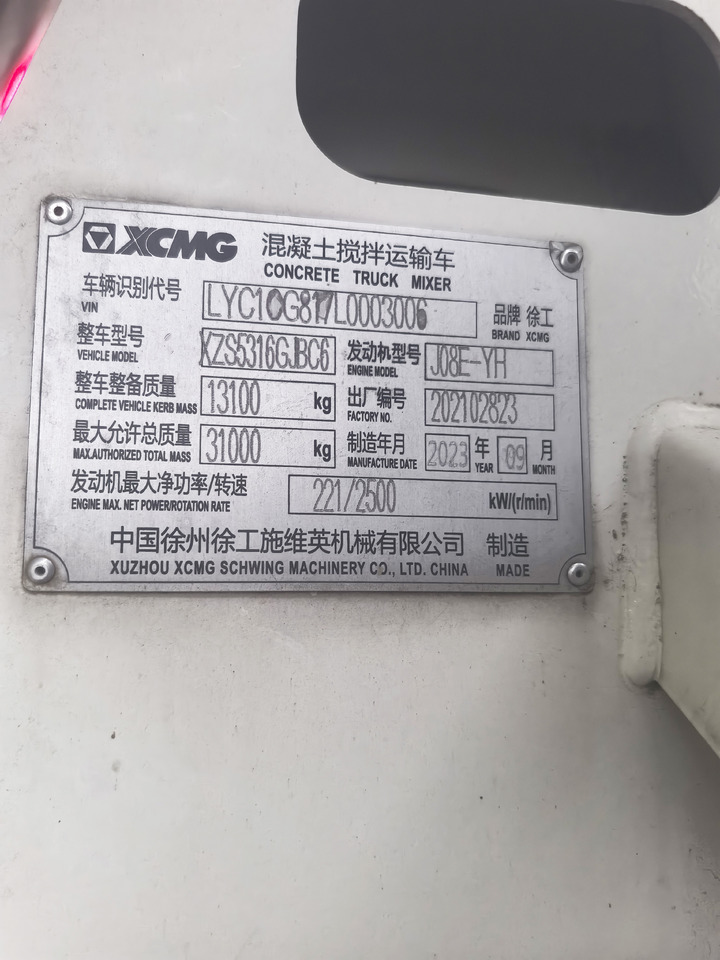 XCMG 混凝土搅拌运输车
CONCRETE TRUCK MIXER
车辆识别代号 LYC1CG817L0003006 品牌 徐工
VIN BRAND XCMG
整车型号 XZS5316GJBC6 发动机型号 J08E-YH
VEHICLE MODEL ENGINE MODEL
整车整备质量 13100 kg 出厂编号 202102823
COMPLETE VEHICLE KERB MASS FACTORY NO.
最大允许总质量 31000 kg 制造年月 2023 年 09 月
MAX.AUTHORIZED TOTAL MASS MANUFACTURE DATE YEAR MONTH
发动机最大净功率/转速 221/2500 kW/(r/min)
ENGINE MAX. NET POWER/ROTATION RATE
中国徐州徐工施维英机械有限公司 制造
XUZHOU XCMG SCHWING MACHINERY CO., LTD. CHINA MADE